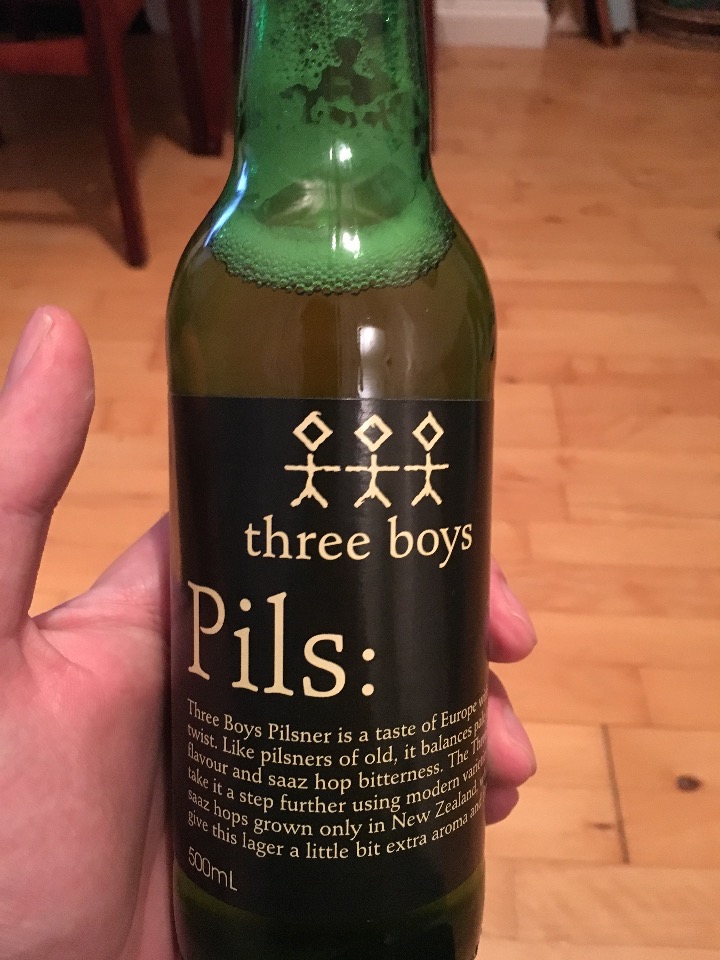 three boys
Pils:
Three Boys Pilsner is a taste of Europe
twist. Like pilsners of old, it balances
flavour and saaz hop bitterness. The
take it a step further using modern
saaz hops grown only in New Zealand,
give this lager a little bit extra aroma
500mL